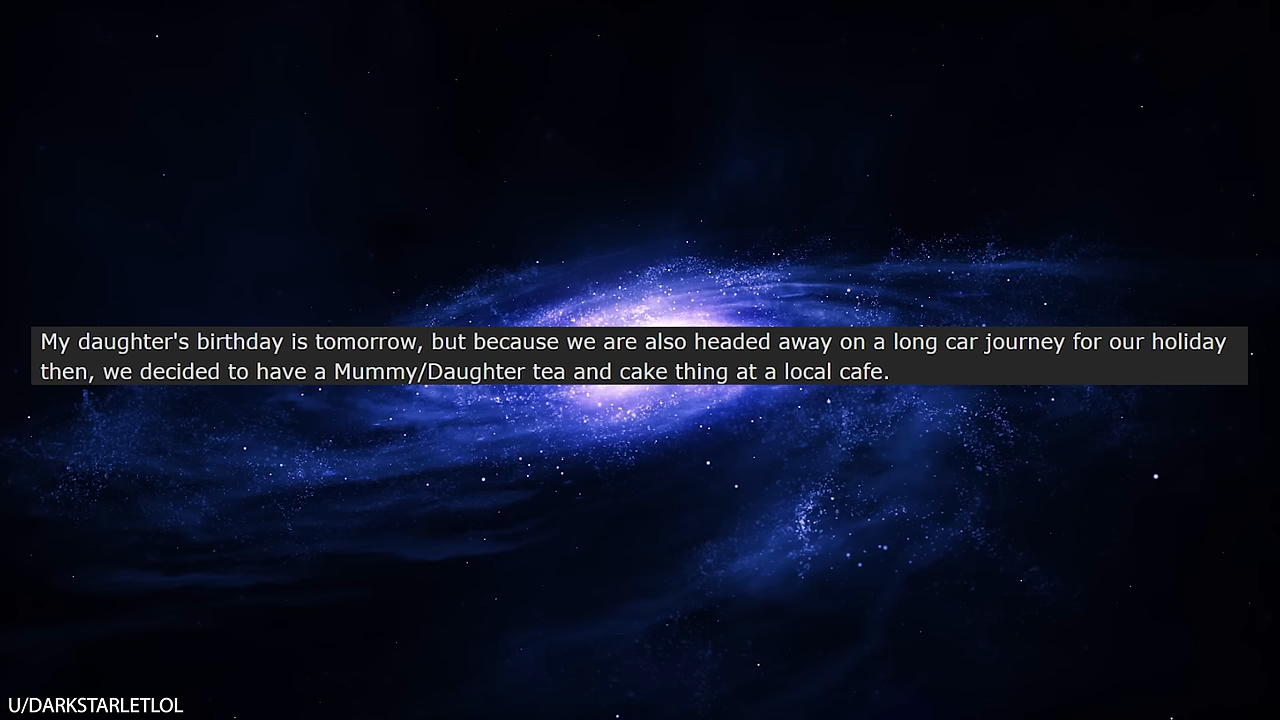 My daughter's birthday is tomorrow, but because we are also headed away on a long car journey for our holiday
then, we decided to have a Mummy/Daughter tea and cake thing at a local cafe.
U/DARKSTARLETLOL